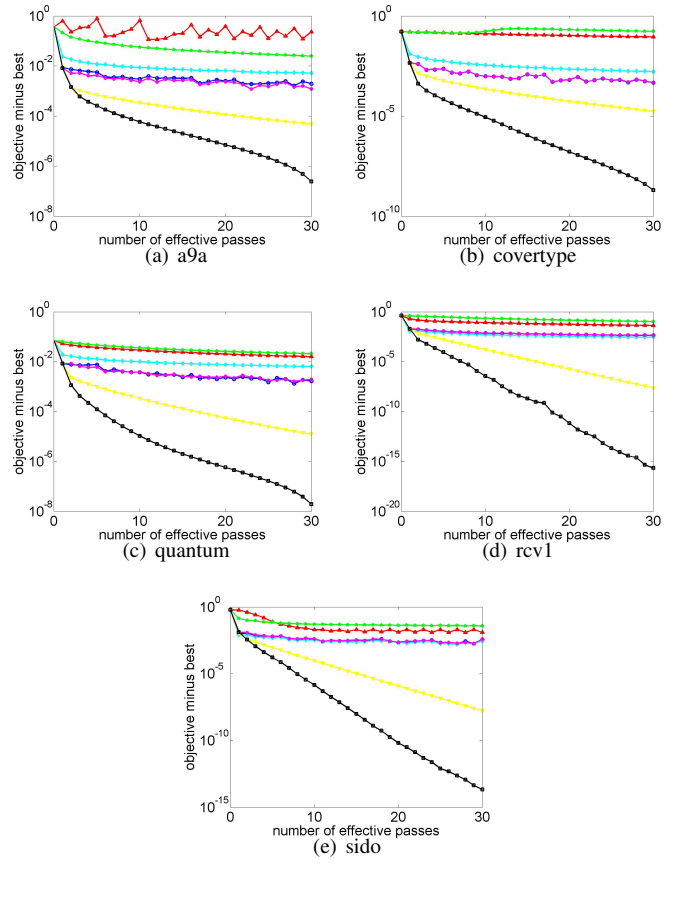 10^0
10^-2
10^-4
10^-6
10^-8
objective minus best
0 10 20 30
number of effective passes
(a) a9a
10^0
10^-5
10^-10
objective minus best
0 10 20 30
number of effective passes
(b) covertype
10^0
10^-2
10^-4
10^-6
10^-8
objective minus best
0 10 20 30
number of effective passes
(c) quantum
10^0
10^-5
10^-10
10^-15
10^-20
objective minus best
0 10 20 30
number of effective passes
(d) rcv1
10^0
10^-5
10^-10
10^-15
objective minus best
0 10 20 30
number of effective passes
(e) sido